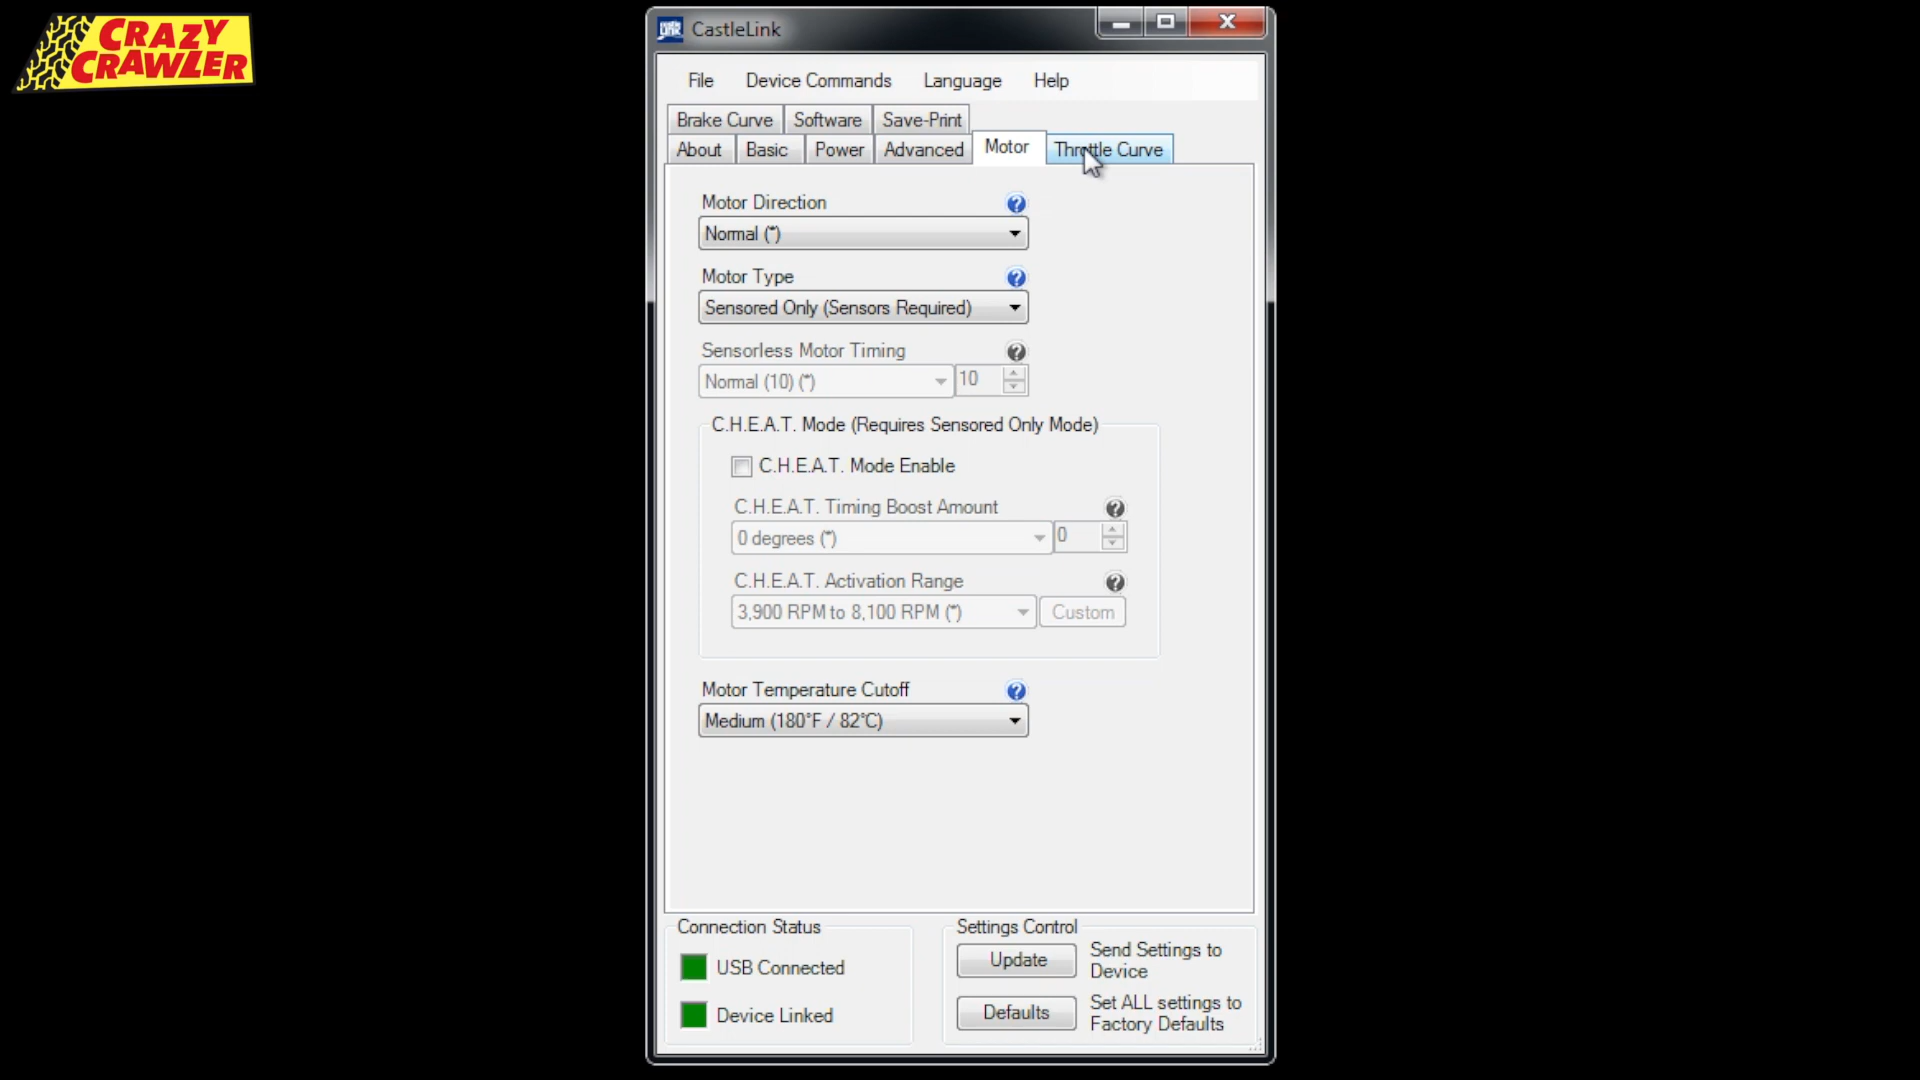 CRAZY
CRAWLER
CastleLink
File Device Commands Language Help
Brake Curve Software Save-Print
About Basic Power Advanced Motor Throttle Curve
Motor Direction
Normal (*)
Motor Type
Sensored Only (Sensors Required)
Sensorless Motor Timing
Normal (10) (*) 10
C.H.E.A.T. Mode (Requires Sensored Only Mode)
C.H.E.A.T. Mode Enable
C.H.E.A.T. Timing Boost Amount
0 degrees (*) 0
C.H.E.A.T. Activation Range
3,900 RPM to 8,100 RPM (*) Custom
Motor Temperature Cutoff
Medium (180°F / 82°C)
Connection Status
USB Connected
Device Linked
Settings Control
Update Send Settings to
Device
Defaults Set ALL settings to
Factory Defaults